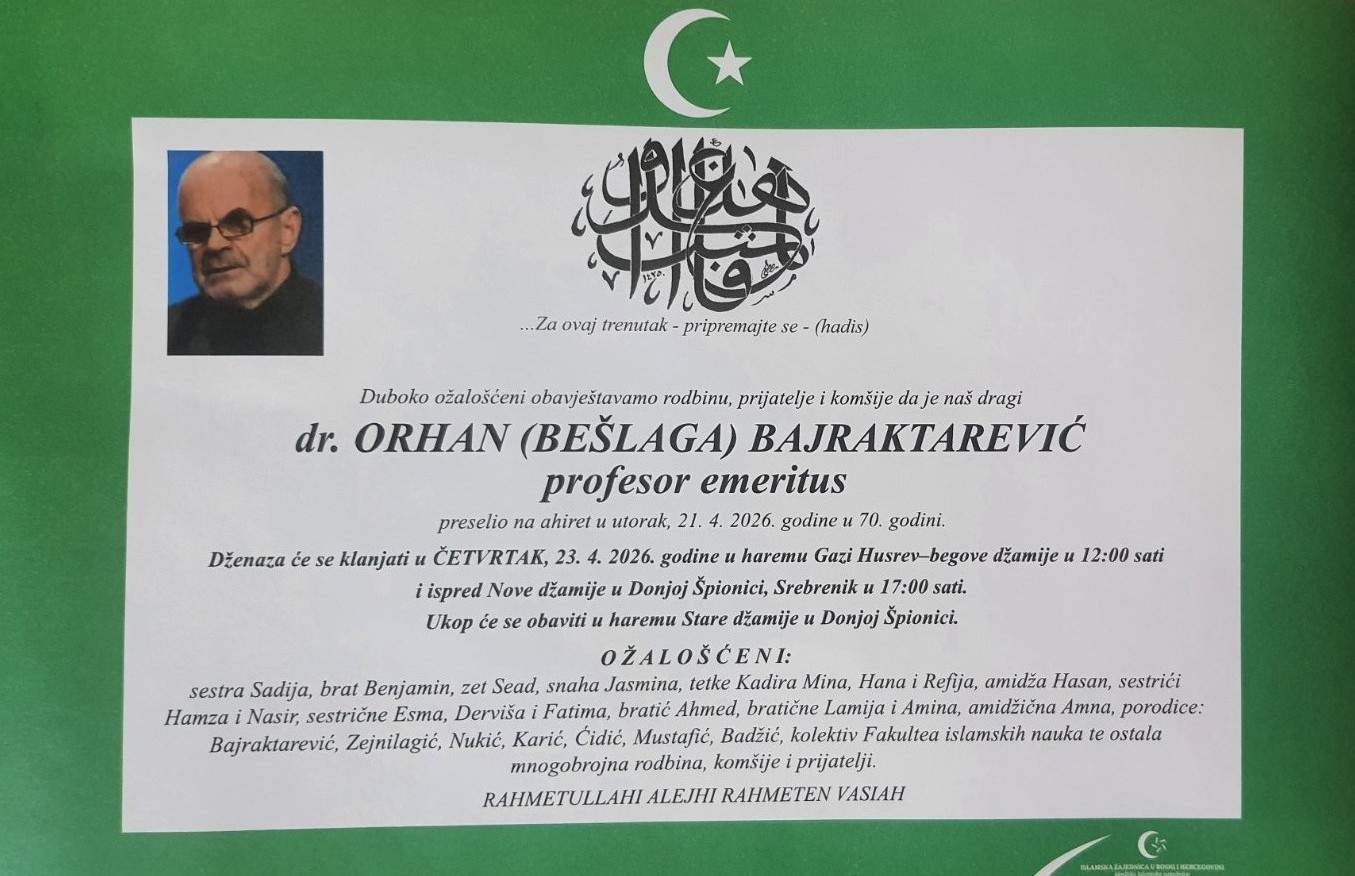 ...Za ovaj trenutak - pripremajte se - (hadis)
Duboko ožalošćeni obavještavamo rodbinu, prijatelje i komšije da je naš dragi
dr. ORHAN (BEŠLAGA) BAJRAKTAREVIĆ
profesor emeritus
preselio na ahiret u utorak, 21. 4. 2026. godine u 70. godini.
Dženaza će se klanjati u ČETVRTAK, 23. 4. 2026. godine u haremu Gazi Husrev–begove džamije u 12:00 sati
i ispred Nove džamije u Donjoj Špionici, Srebrenik u 17:00 sati.
Ukop će se obaviti u haremu Stare džamije u Donjoj Špionici.
OŽALOŠĆENI:
sestra Sadija, brat Benjamin, zet Sead, snaha Jasmina, tetke Kadira Mina, Hana i Refija, amidža Hasan, sestrići
Hamza i Nasir, sestrične Esma, Derviša i Fatima, bratić Ahmed, bratične Lamija i Amina, amidžična Amna, porodice:
Bajraktarević, Zejnilagić, Nukić, Karić, Ćidić, Mustafić, Badžić, kolektiv Fakultea islamskih nauka te ostala
mnogobrojna rodbina, komšije i prijatelji.
RAHMETULLAHI ALEJHI RAHMETEN VASIAH
ISLAMSKA ZAJEDNICA U BOSNI I HERCEGOVINI